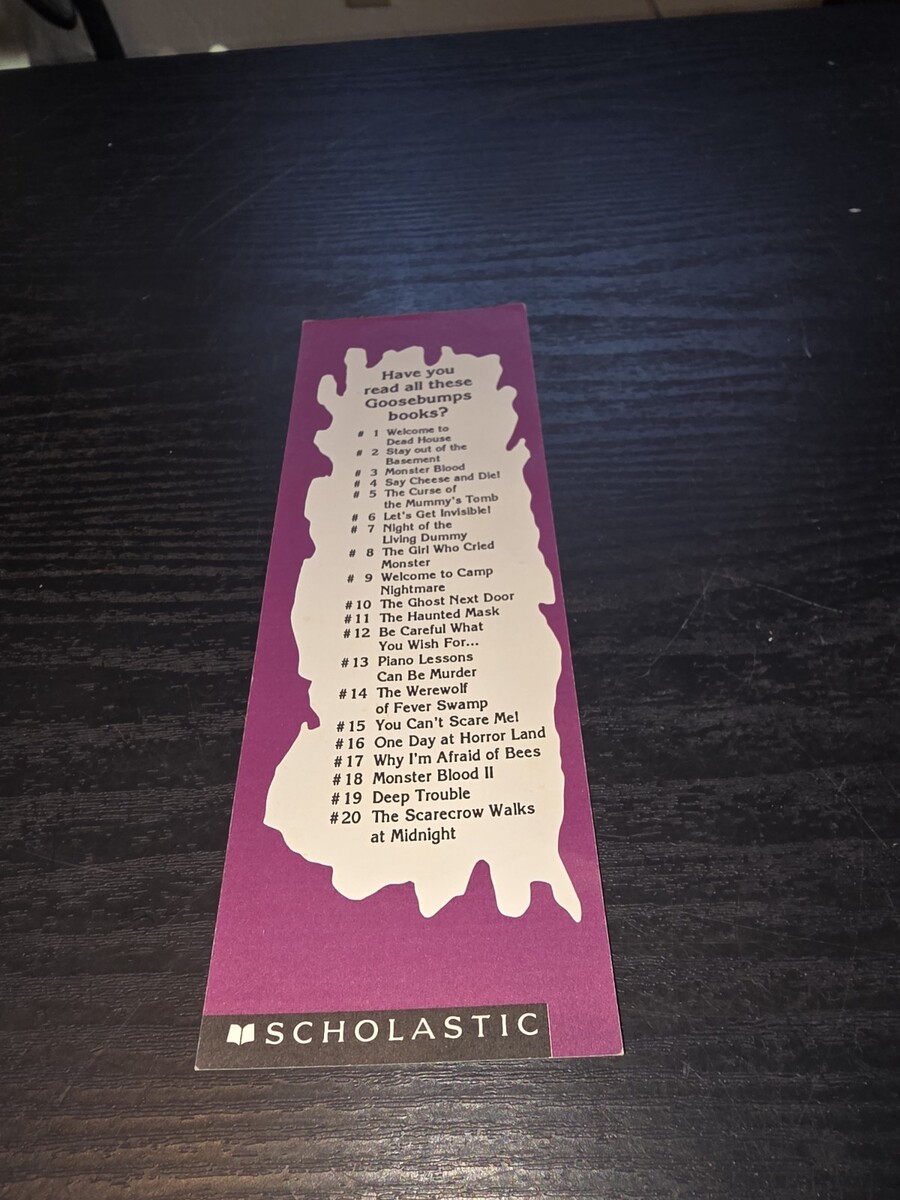 Have you
read all these
Goosebumps
books?
# 1 Welcome to
Dead House
# 2 Stay out of the
Basement
# 3 Monster Blood
# 4 Say Cheese and Die!
# 5 The Curse of
the Mummy's Tomb
# 6 Let's Get Invisible!
# 7 Night of the
Living Dummy
# 8 The Girl Who Cried
Monster
# 9 Welcome to Camp
Nightmare
#10 The Ghost Next Door
#11 The Haunted Mask
#12 Be Careful What
You Wish For...
#13 Piano Lessons
Can Be Murder
#14 The Werewolf
of Fever Swamp
#15 You Can't Scare Me!
#16 One Day at Horror Land
#17 Why I'm Afraid of Bees
#18 Monster Blood II
#19 Deep Trouble
#20 The Scarecrow Walks
at Midnight
SCHOLASTIC